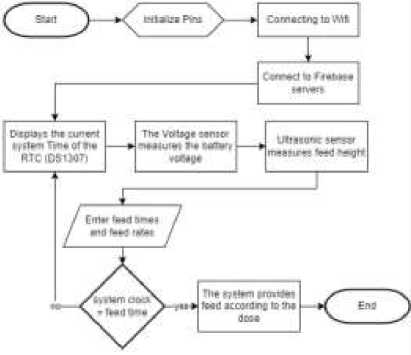 Start
Initialize Pins
Connecting to Wifi
Connect to Firebase
servers
Displays the current
system Time of the
RTC (DS1307)
The Voltage sensor
measures the battery
voltage
Ultrasonic sensor
measures feed height
Enter feed times
and feed rates
system clock
= feed time
no
yes
The system provides
feed according to the
dose
End